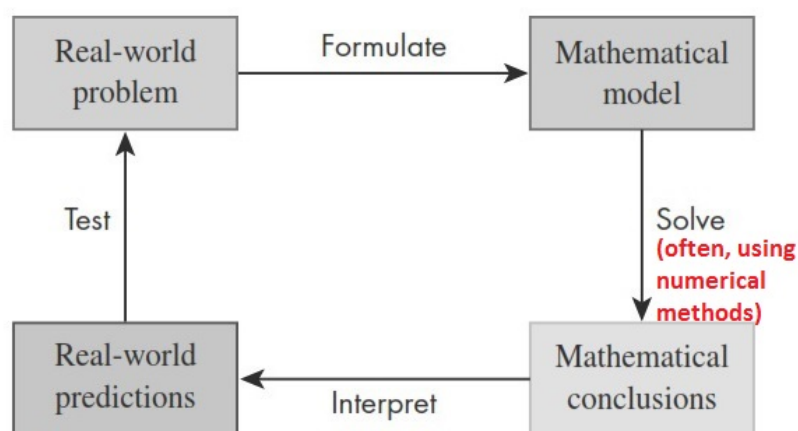 Real-world
problem
Formulate
Mathematical
model
Test
Solve
(often, using
numerical
methods)
Real-world
predictions
Interpret
Mathematical
conclusions